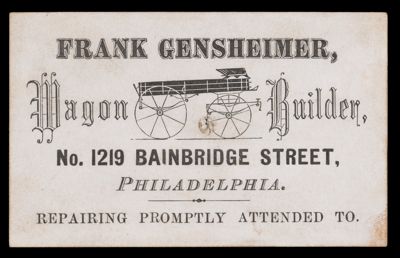 FRANK GENSHEIMER,
Wagon Builder,
No. 1219 BAINBRIDGE STREET,
PHILADELPHIA.
REPAIRING PROMPTLY ATTENDED TO.